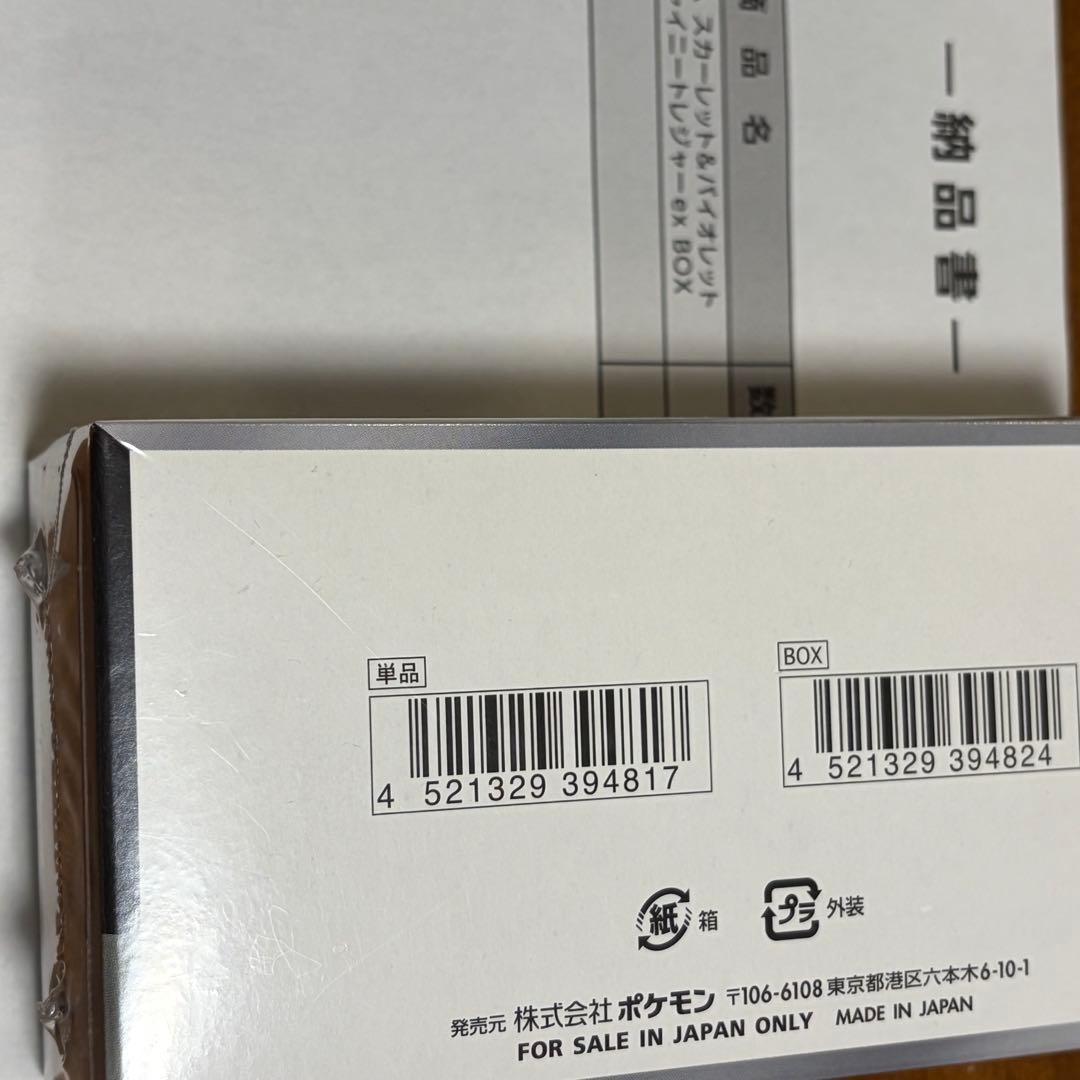 一納品書一
品名
スカーレット&バイオレット
ャイニートレジャーex BOX
数
単品
4 521329 394817
BOX
4 521329 394824
紙 箱
プラ 外装
発売元 株式会社 ポケモン 〒106-6108 東京都港区六本木6-10-1
FOR SALE IN JAPAN ONLY MADE IN JAPAN